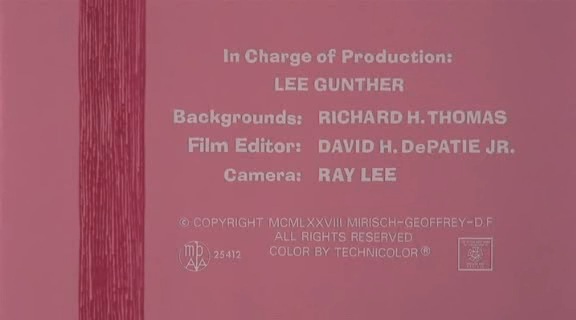 In Charge of Production:
LEE GUNTHER
Backgrounds: RICHARD H. THOMAS
Film Editor: DAVID H. DePATIE JR.
Camera: RAY LEE
© COPYRIGHT MCMLXXVIII MIRISCH-GEOFFREY-D.F.
ALL RIGHTS RESERVED
COLOR BY TECHNICOLOR®
MPAA 25412